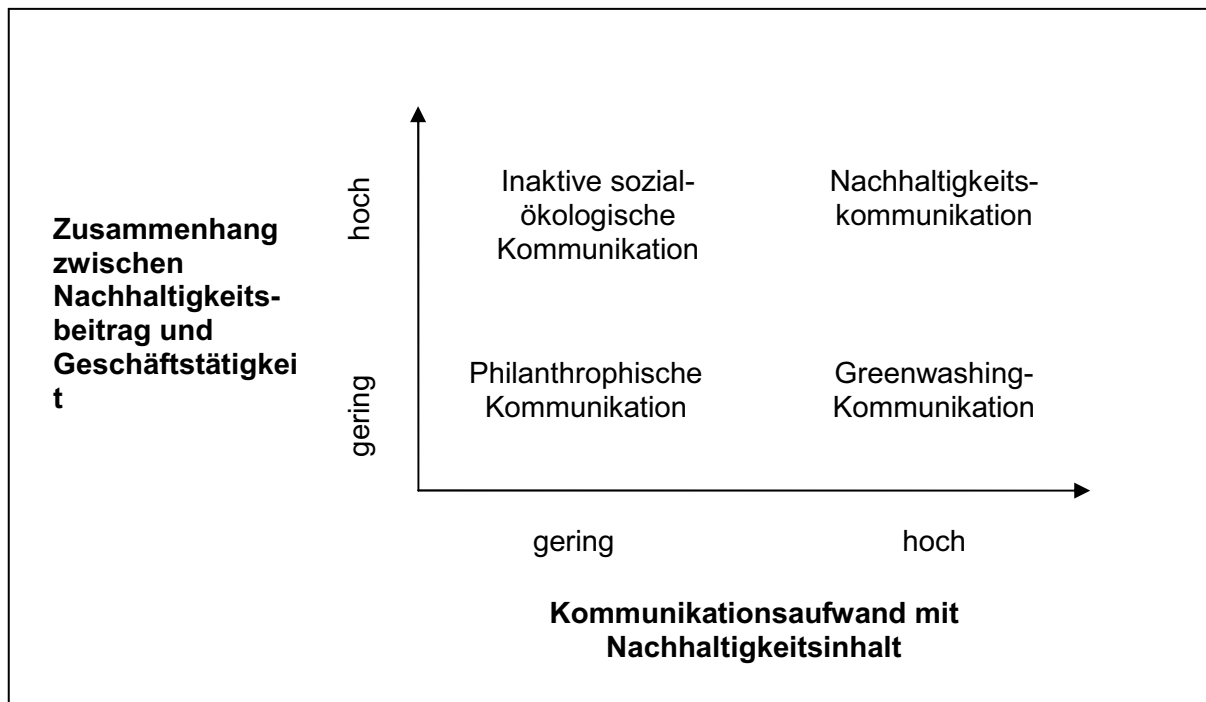 Zusammenhang
zwischen
Nachhaltigkeits-
beitrag und
Geschäftstätigkei
t
hoch
gering
Inaktive sozial-
ökologische
Kommunikation
Nachhaltigkeits-
kommunikation
Philanthrophische
Kommunikation
Greenwashing-
Kommunikation
gering
hoch
Kommunikationsaufwand mit
Nachhaltigkeitsinhalt